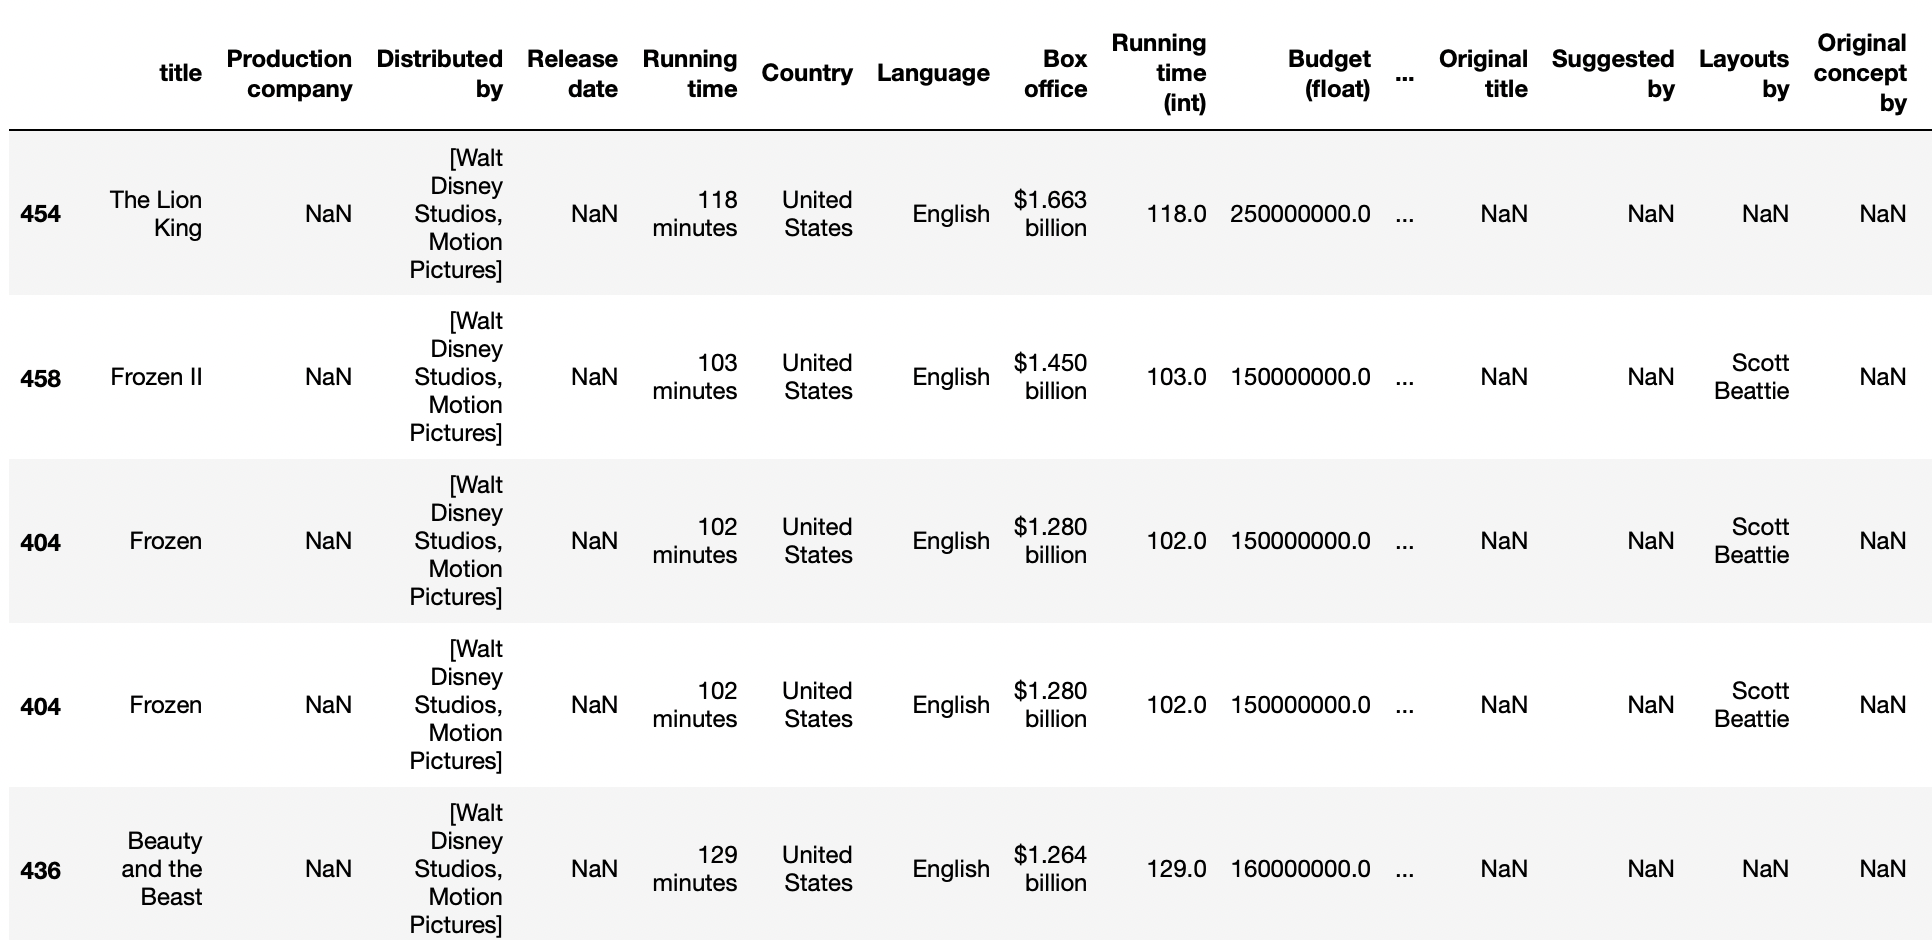 title Production company Distributed by Release date Running time Country Language Box office Running time (int) Budget (float) ... Original title Suggested by Layouts by Original concept by
454 The Lion King NaN [Walt Disney Studios, Motion Pictures] NaN 118 minutes United States English $1.663 billion 118.0 250000000.0 ... NaN NaN NaN NaN
458 Frozen II NaN [Walt Disney Studios, Motion Pictures] NaN 103 minutes United States English $1.450 billion 103.0 150000000.0 ... NaN NaN Scott Beattie NaN
404 Frozen NaN [Walt Disney Studios, Motion Pictures] NaN 102 minutes United States English $1.280 billion 102.0 150000000.0 ... NaN NaN Scott Beattie NaN
404 Frozen NaN [Walt Disney Studios, Motion Pictures] NaN 102 minutes United States English $1.280 billion 102.0 150000000.0 ... NaN NaN Scott Beattie NaN
436 Beauty and the Beast NaN [Walt Disney Studios, Motion Pictures] NaN 129 minutes United States English $1.264 billion 129.0 160000000.0 ... NaN NaN NaN NaN